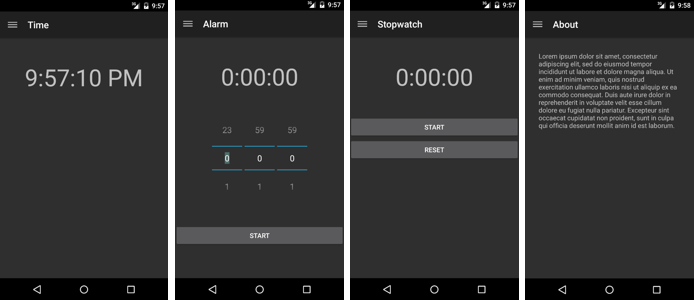 9:57
Time
9:57:10 PM
9:57
Alarm
0:00:00
23 59 59
0 0 0
1 1 1
START
9:57
Stopwatch
0:00:00
START
RESET
9:58
About
Lorem ipsum dolor sit amet, consectetur
adipiscing elit, sed do eiusmod tempor
incididunt ut labore et dolore magna aliqua. Ut
enim ad minim veniam, quis nostrud
exercitation ullamco laboris nisi ut aliquip ex ea
commodo consequat. Duis aute irure dolor in
reprehenderit in voluptate velit esse cillum
dolore eu fugiat nulla pariatur. Excepteur sint
occaecat cupidatat non proident, sunt in culpa
qui officia deserunt mollit anim id est laborum.